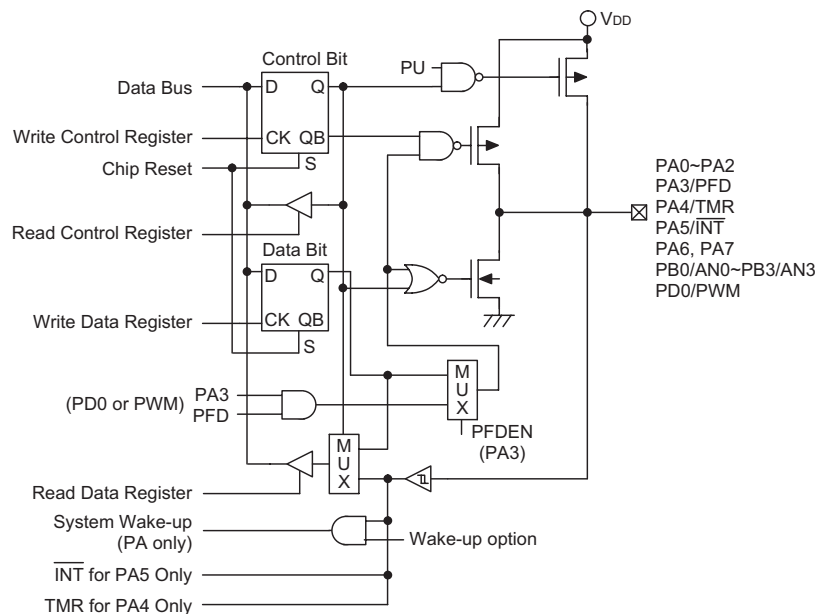 VDD
Control Bit
PU
Data Bus
D Q
Write Control Register
CK QB
Chip Reset
S
PA0~PA2
PA3/PFD
PA4/TMR
PA5/INT
PA6, PA7
PB0/AN0~PB3/AN3
PD0/PWM
Read Control Register
Data Bit
D Q
Write Data Register
CK QB
S
(PD0 or PWM)
PA3
PFD
MUX
PFDEN
(PA3)
MUX
Read Data Register
System Wake-up
(PA only)
Wake-up option
INT for PA5 Only
TMR for PA4 Only